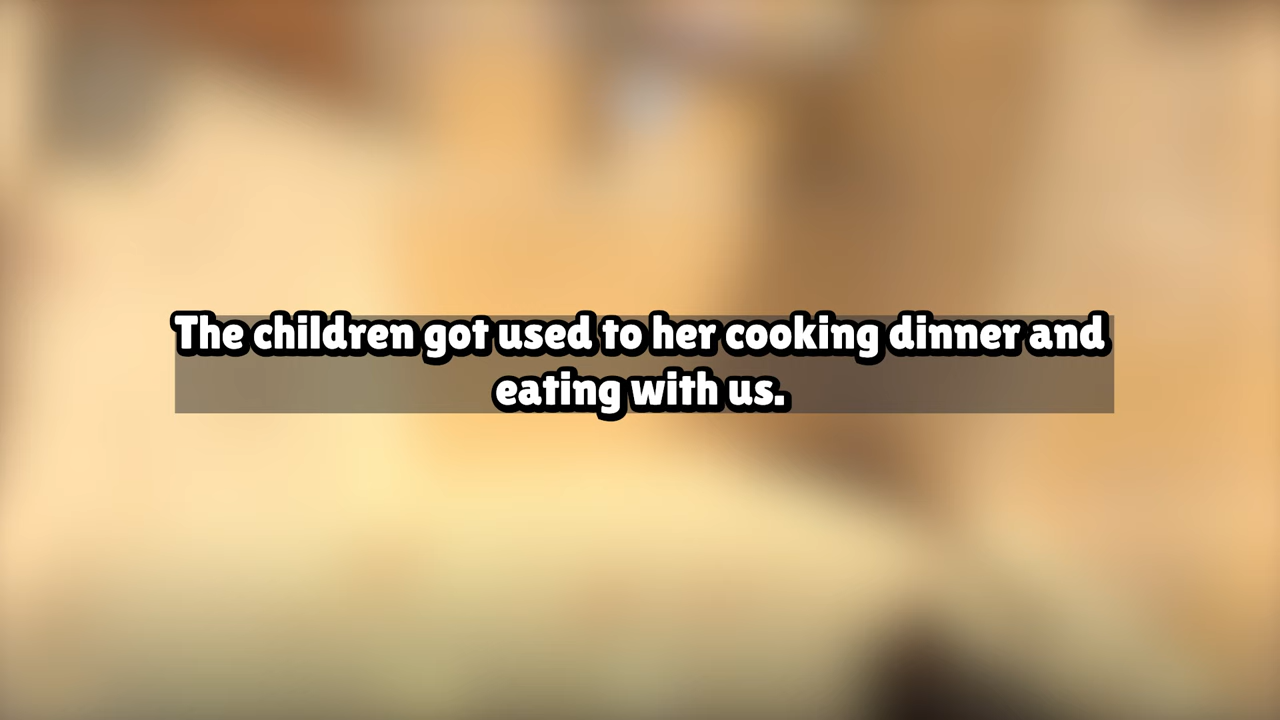 The children got used to her cooking dinner and
eating with us.